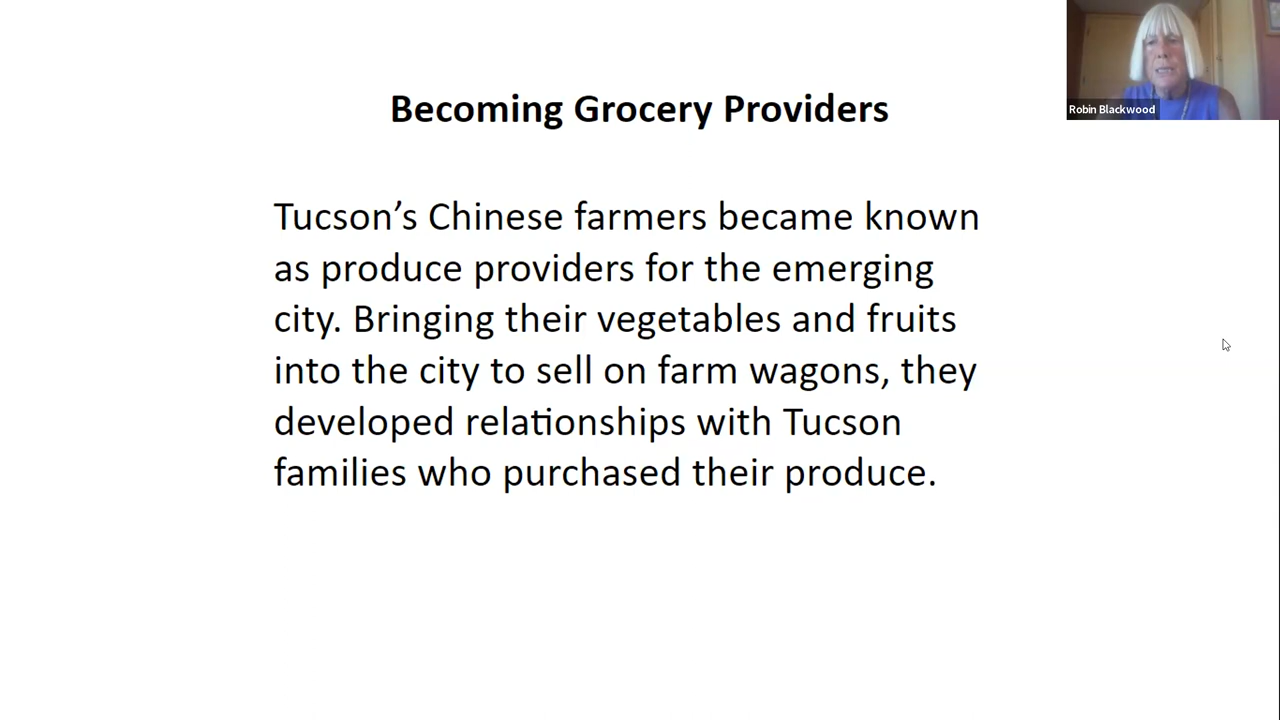 Becoming Grocery Providers
Robin Blackwood
Tucson’s Chinese farmers became known
as produce providers for the emerging
city. Bringing their vegetables and fruits
into the city to sell on farm wagons, they
developed relationships with Tucson
families who purchased their produce.